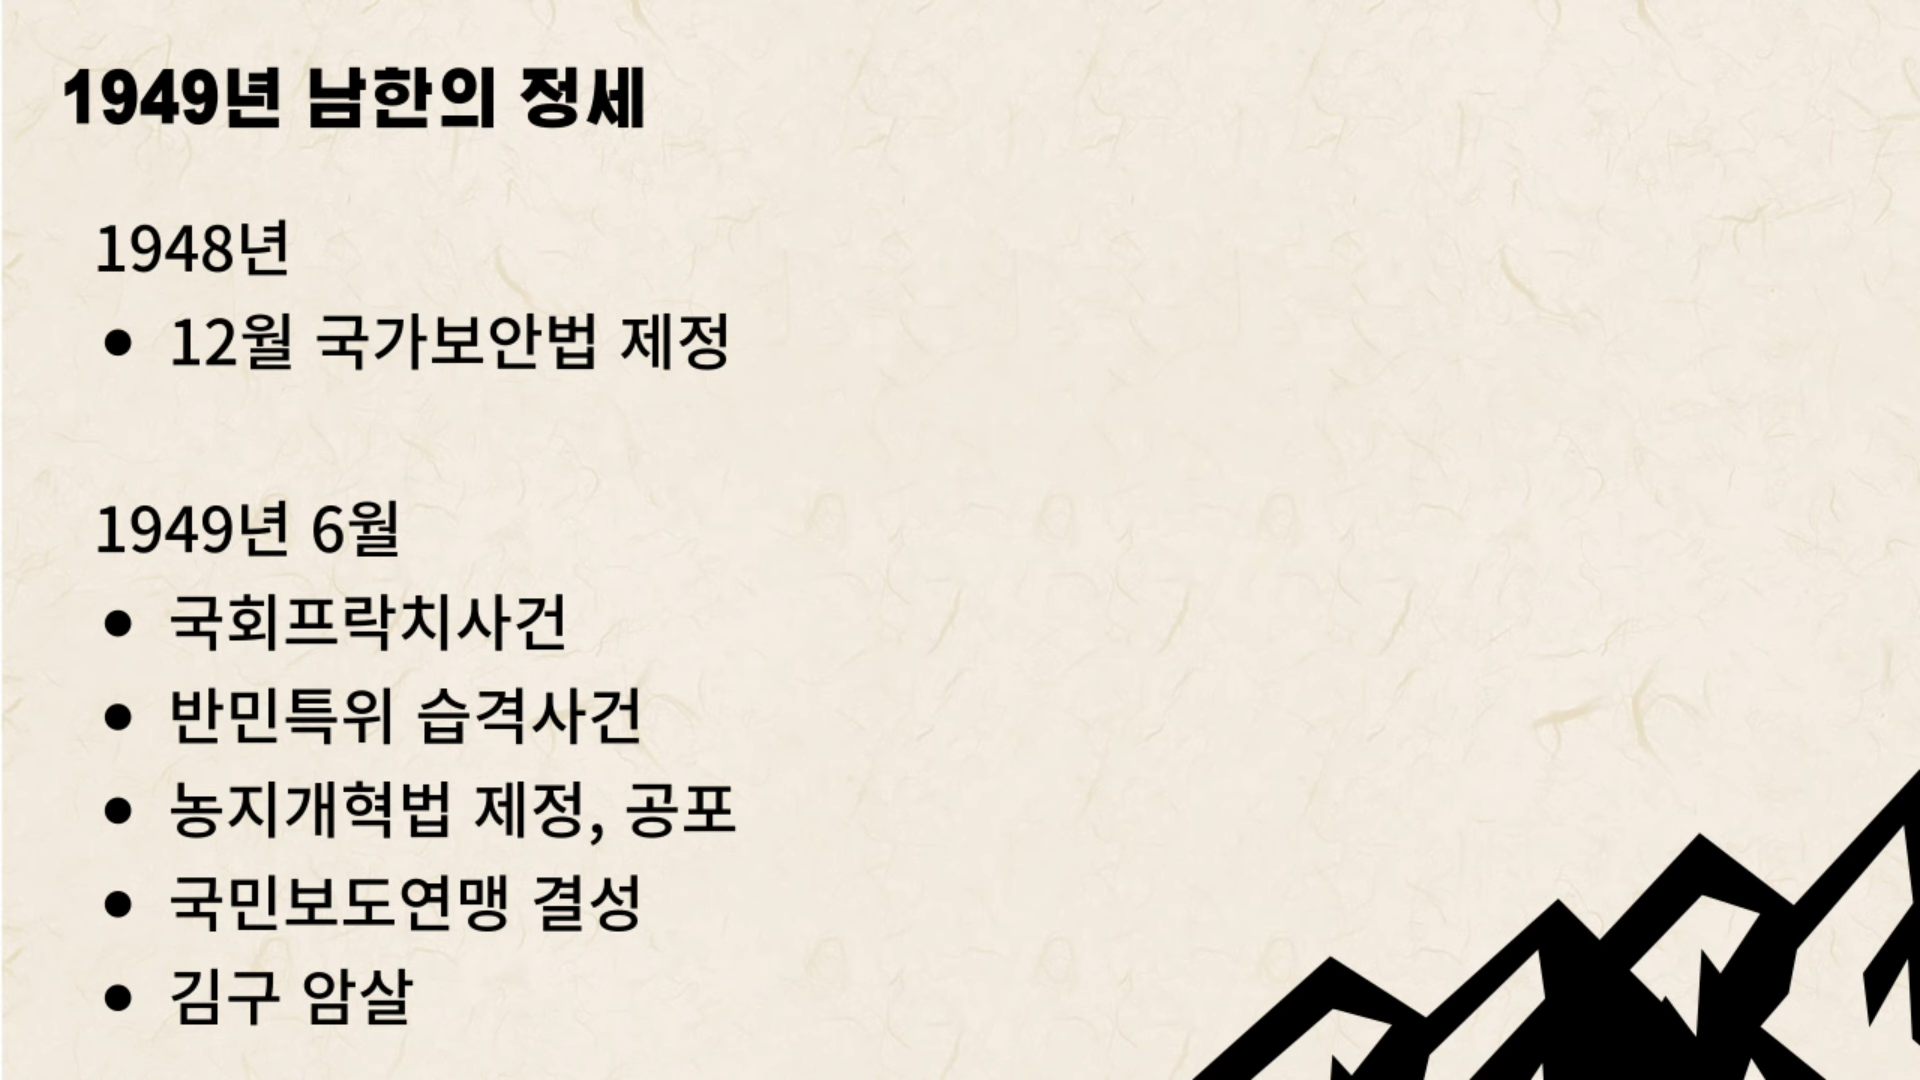 1949년 남한의 정세
1948년
● 12월 국가보안법 제정
1949년 6월
● 국회프락치사건
● 반민특위 습격사건
● 농지개혁법 제정, 공포
● 국민보도연맹 결성
● 김구 암살